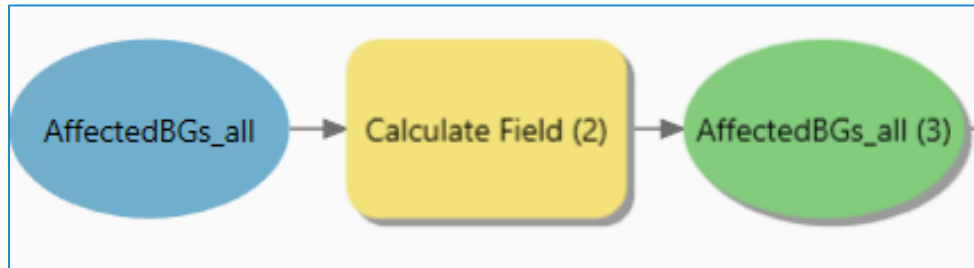 AffectedBGs_all
Calculate Field (2)
AffectedBGs_all (3)